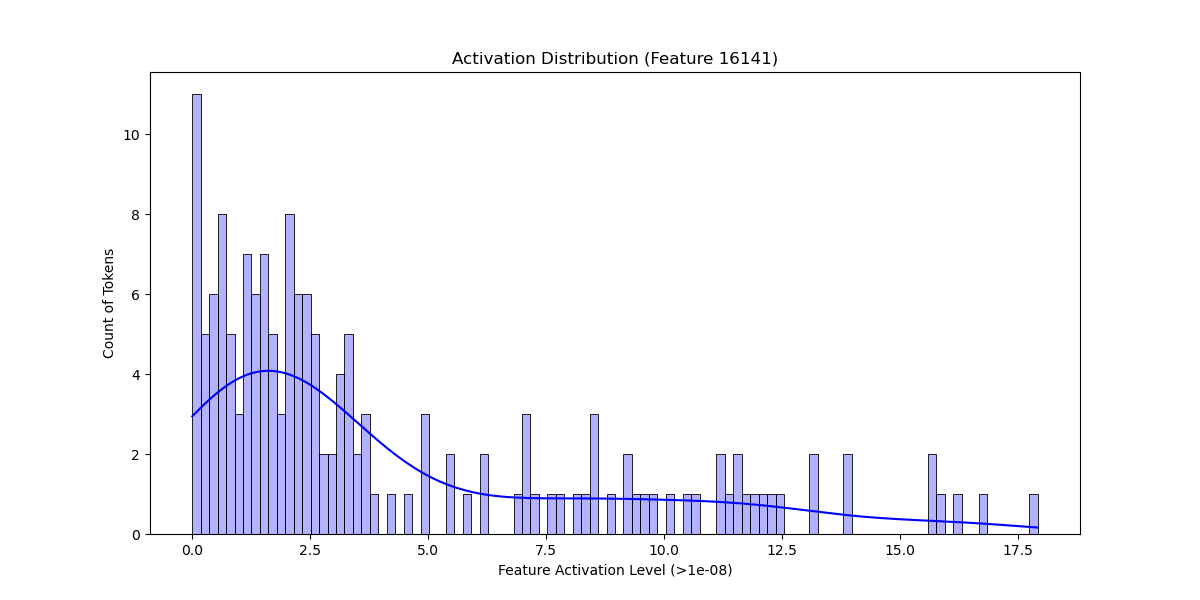 Activation Distribution (Feature 16141)
Count of Tokens
10
8
6
4
2
0
0.0 2.5 5.0 7.5 10.0 12.5 15.0 17.5
Feature Activation Level (>1e-08)